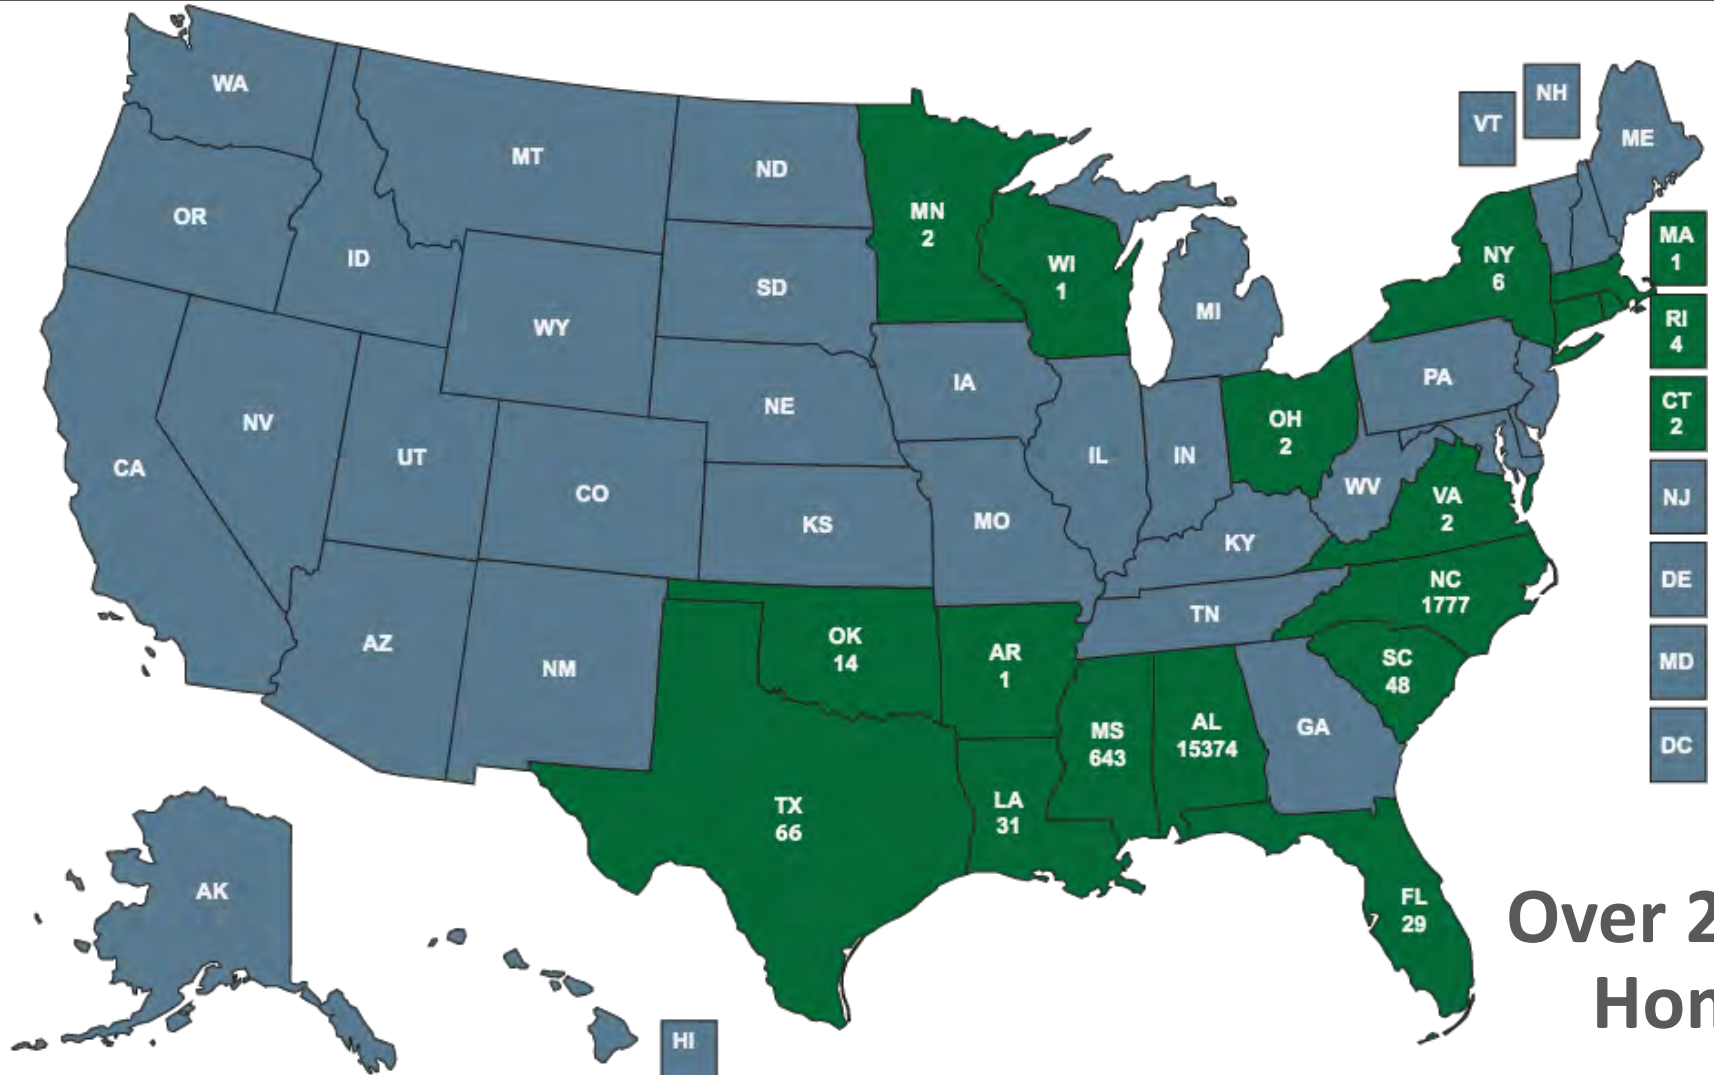 WA
MT
ND
OR
ID
MN
2
WI
1
SD
WY
MI
VT
NH
ME
NY
6
MA
1
RI
4
CT
2
NJ
DE
MD
DC
NV
UT
CA
CO
NE
IA
IL
IN
OH
2
PA
WV
VA
2
KS
MO
KY
NC
1777
TN
SC
48
AZ
NM
OK
14
AR
1
MS
643
AL
15374
GA
TX
66
LA
31
FL
29
AK
HI
Over 2
Hom